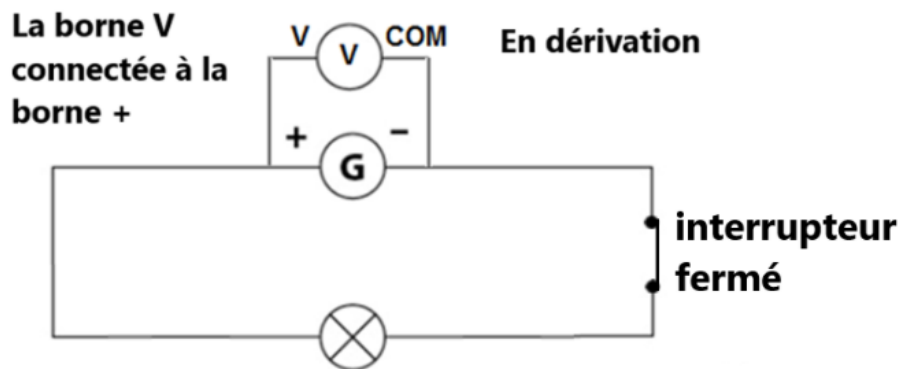 La borne V
connectée à la
borne +
V
COM
V
En dérivation
+
−
G
interrupteur
fermé